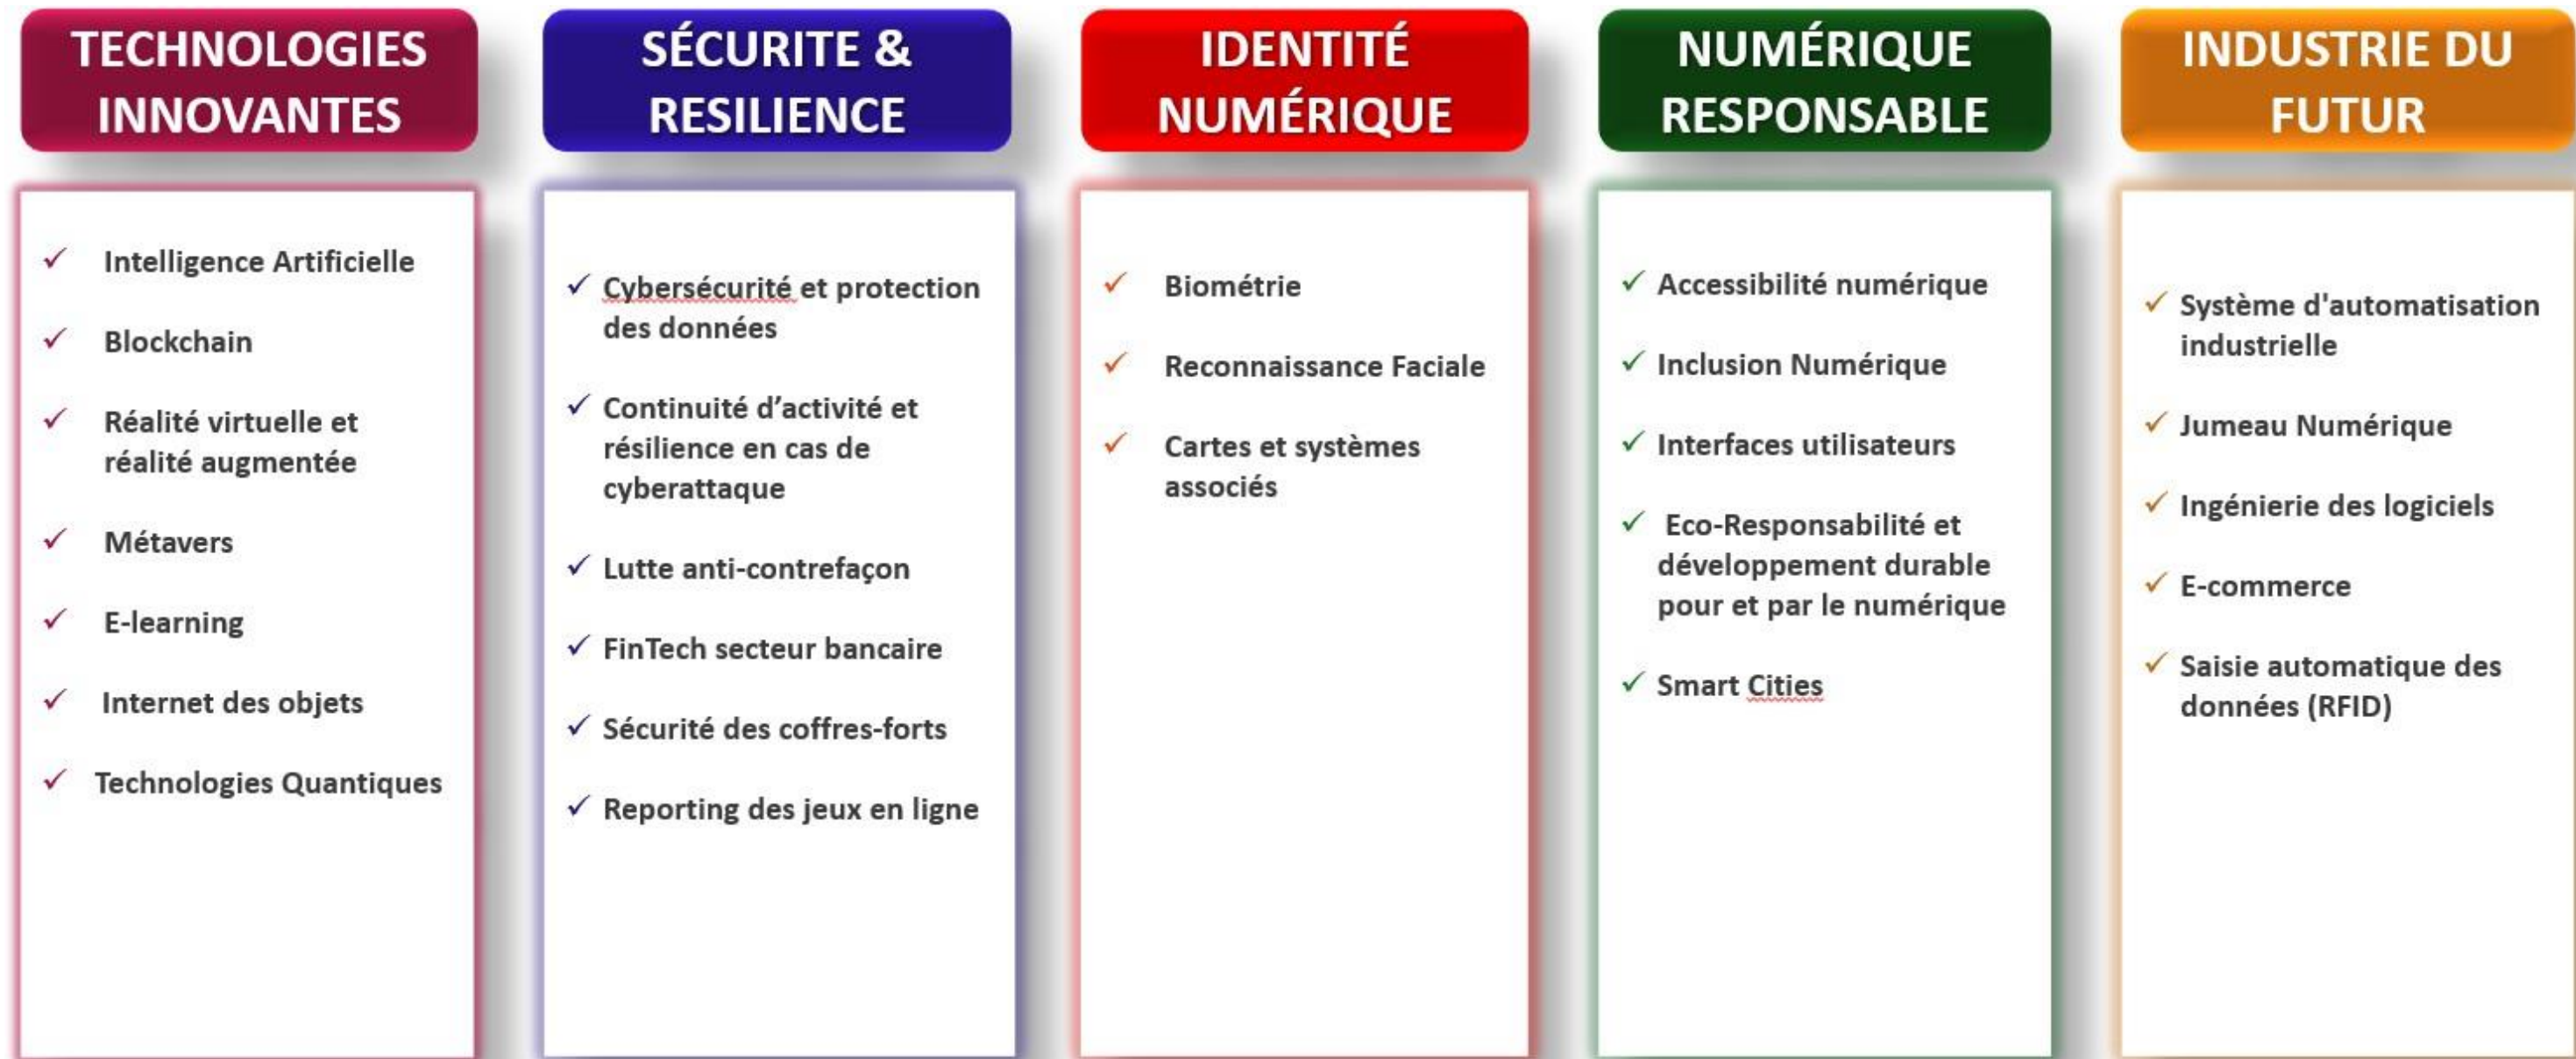 TECHNOLOGIES
INNOVANTES
Intelligence Artificielle
Blockchain
Réalité virtuelle et
réalité augmentée
Métavers
E-learning
Internet des objets
Technologies Quantiques
SÉCURITE &
RESILIENCE
Cybersécurité et protection
des données
Continuité d’activité et
résilience en cas de
cyberattaque
Lutte anti-contrefaçon
FinTech secteur bancaire
Sécurité des coffres-forts
Reporting des jeux en ligne
IDENTITÉ
NUMÉRIQUE
Biométrie
Reconnaissance Faciale
Cartes et systèmes
associés
NUMÉRIQUE
RESPONSABLE
Accessibilité numérique
Inclusion Numérique
Interfaces utilisateurs
Eco-Responsabilité et
développement durable
pour et par le numérique
Smart Cities
INDUSTRIE DU
FUTUR
Système d'automatisation
industrielle
Jumeau Numérique
Ingénierie des logiciels
E-commerce
Saisie automatique des
données (RFID)